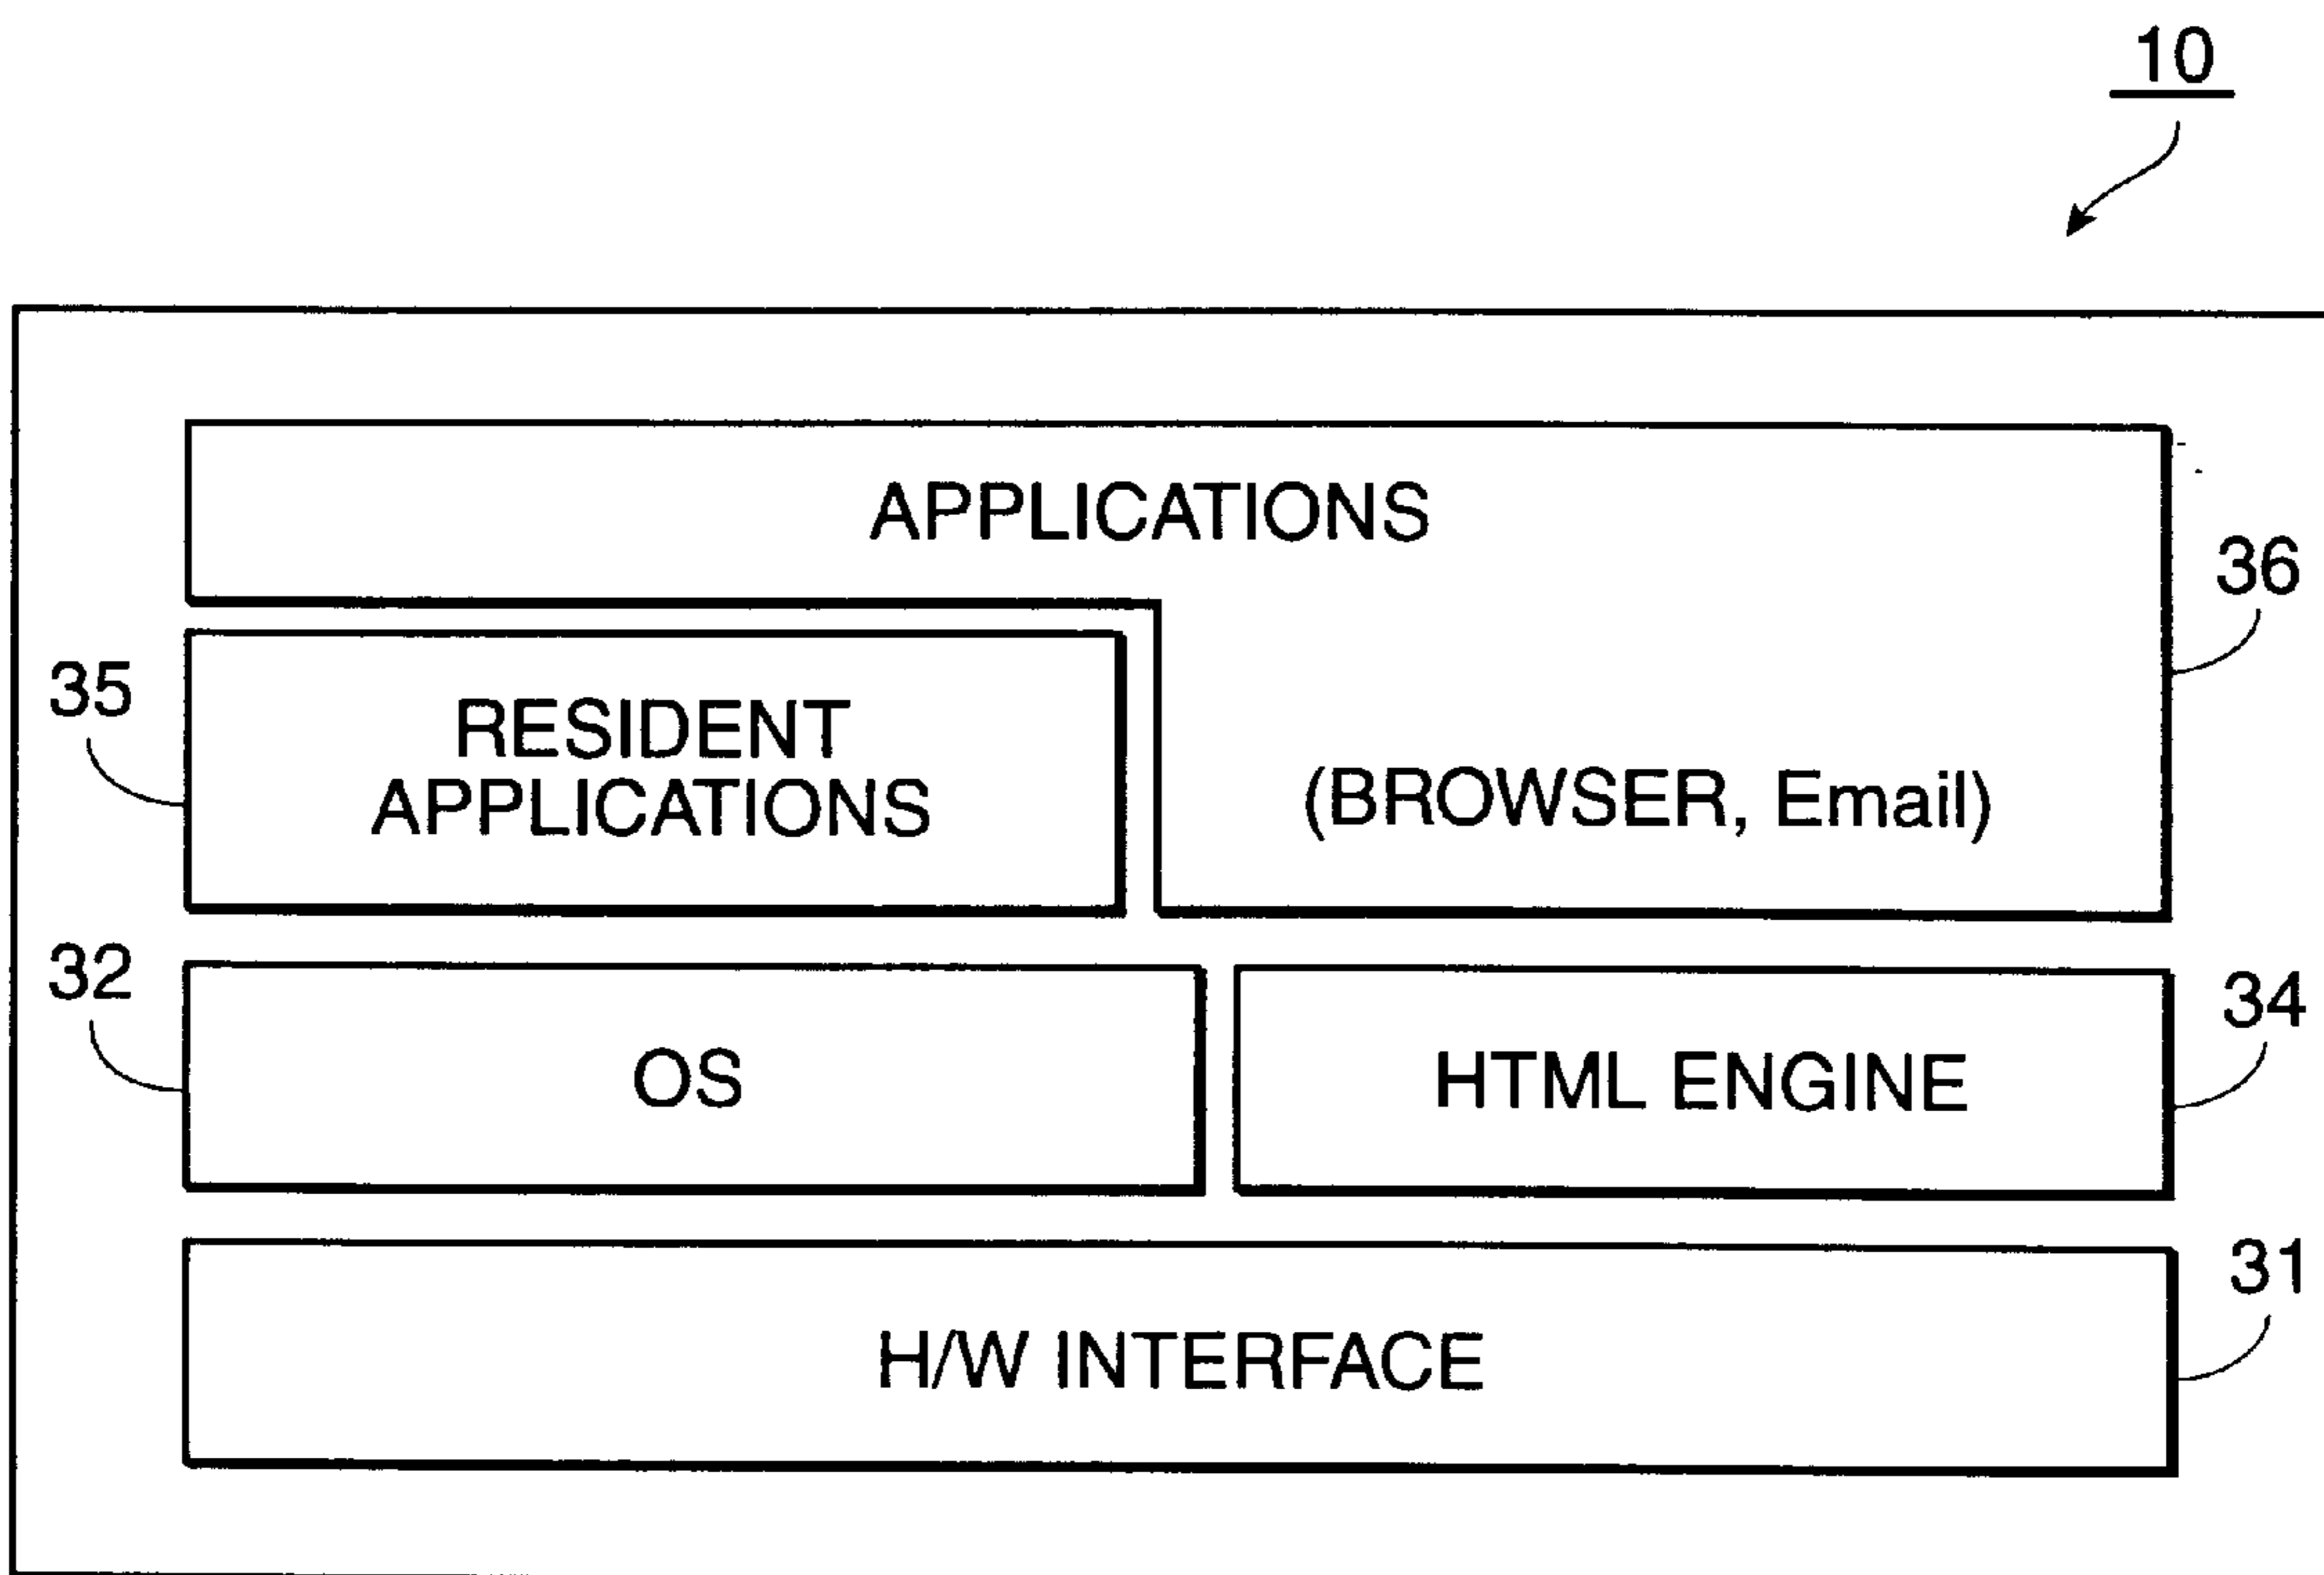 10
APPLICATIONS
36
35
RESIDENT
APPLICATIONS
(BROWSER, Email)
32
OS
34
HTML ENGINE
31
H/W INTERFACE